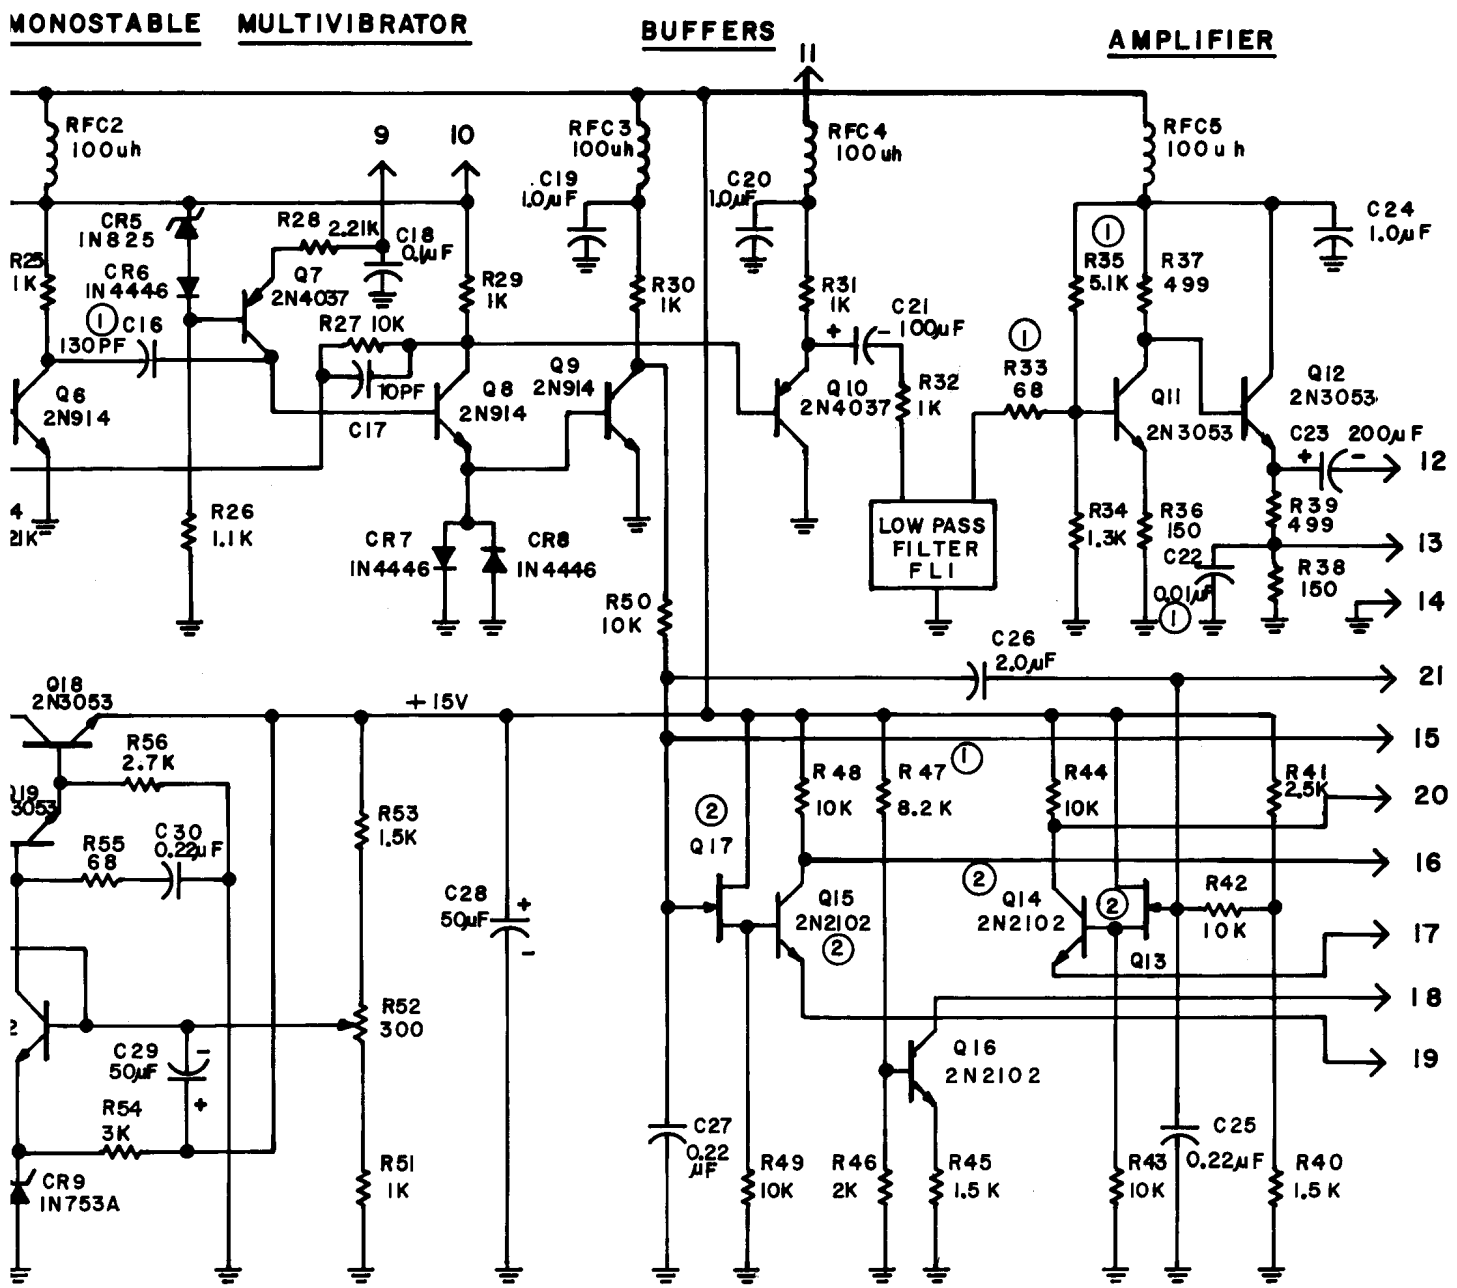 MONOSTABLE MULTIVIBRATOR
BUFFERS
AMPLIFIER
11
RFC2
100uh
9
10
RFC3
100uh
RFC4
100uh
RFC5
100uh
C19
1.0µF
C20
1.0µF
CR5
1N825
R28
2.21K
C18
0.1µF
C24
1.0µF
1
R25
1K
CR6
1N4446
Q7
2N4037
R29
1K
R30
1K
R31
1K
R35
5.1K
R37
499
1
C16
130PF
R27 10K
C21
+ - 100µF
1
R33
68
Q6
2N914
10PF
C17
Q8
2N914
Q9
2N914
Q10
2N4037
R32
1K
Q11
2N3053
Q12
2N3053
C23 200µF
+ -
12
4
21K
R26
1.1K
CR7
1N4446
CR8
1N4446
LOW PASS
FILTER
FL1
R34
1.3K
R36
150
R39
499
13
C22
0.01µF
1
R38
150
14
R50
10K
C26
2.0µF
21
Q18
2N3053
+15V
15
1
R56
2.7K
R48
10K
R47
8.2K
R44
10K
R41
2.5K
20
Q19
3053
R53
1.5K
2
Q17
R55
68
C30
0.22µF
16
2
C28
50µF
+
-
Q15
2N2102
2
Q14
2N2102
2
R42
10K
Q13
17
18
2
R52
300
C29
50µF
-
+
Q16
2N2102
19
R54
3K
C27
0.22
µF
C25
0.22µF
CR9
1N753A
R51
1K
R49
10K
R46
2K
R45
1.5K
R43
10K
R40
1.5K